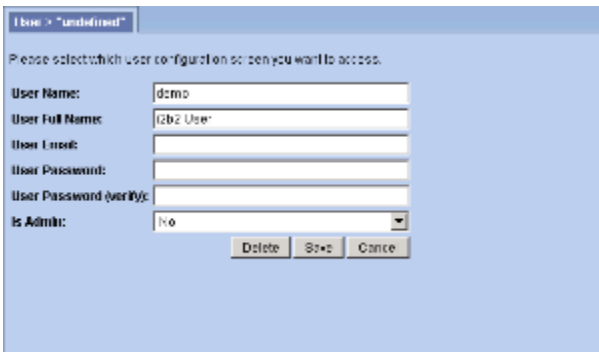 User > "undefined"
Please select which user configuration screen you want to access.
User Name: demo
User Full Name: i2b2 User
User Email:
User Password:
User Password (verify):
Is Admin: No
Delete Save Cancel